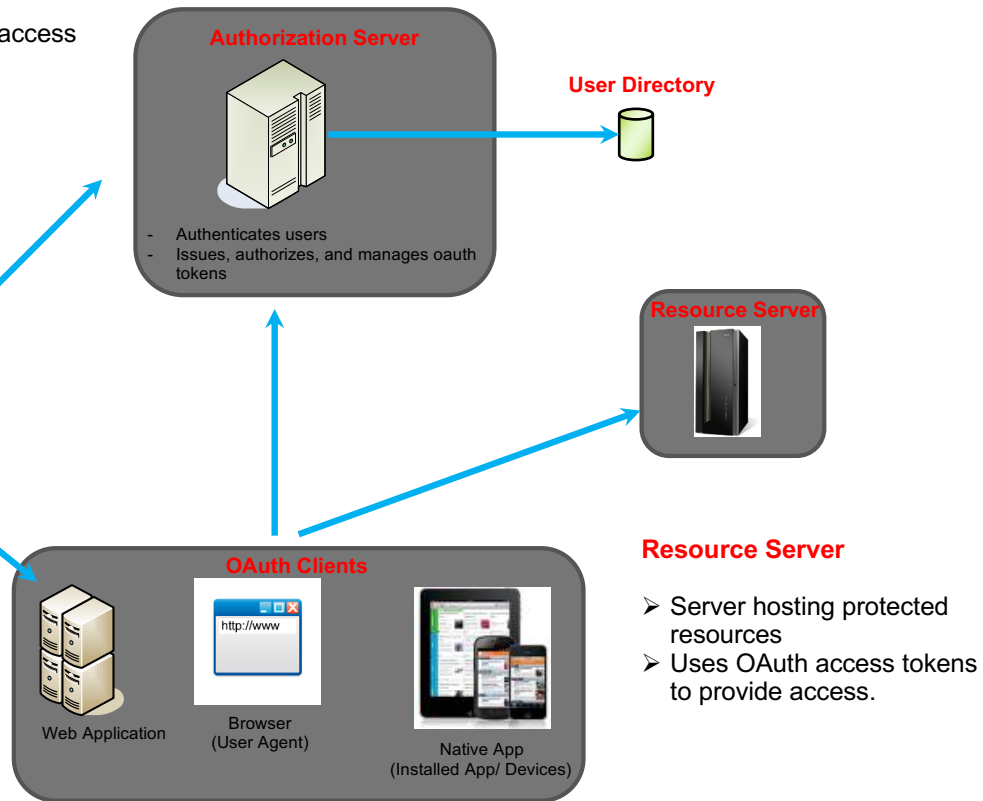 access
Authorization Server
User Directory
- Authenticates users
- Issues, authorizes, and manages oauth
tokens
Resource Server
OAuth Clients
http://www
Web Application
Browser
(User Agent)
Native App
(Installed App/ Devices)
Resource Server
➢ Server hosting protected
resources
➢ Uses OAuth access tokens
to provide access.